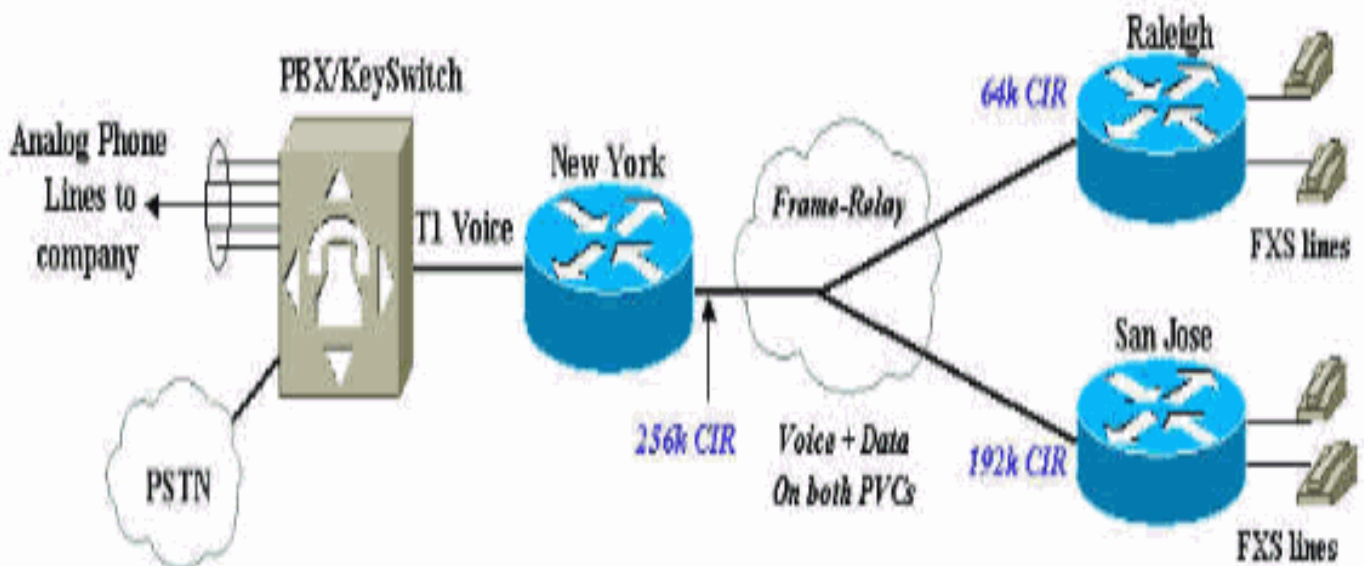 PBX/KeySwitch
Analog Phone
Lines to
company
T1 Voice
New York
Frame-Relay
Raleigh
64k CIR
FXS lines
San Jose
192k CIR
FXS lines
256k CIR
Voice + Data
On both PVCs
PSTN